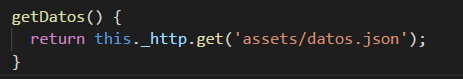 getDatos() {
  return this._http.get('assets/datos.json');
}